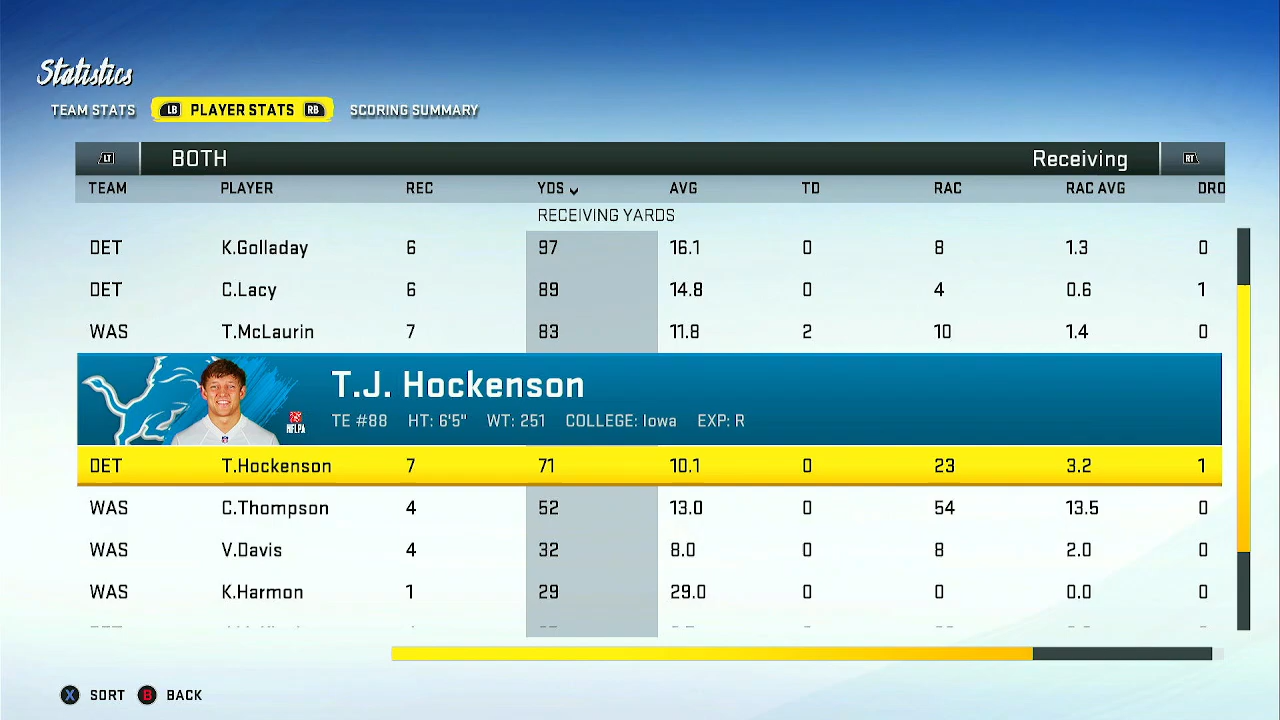 Statistics
TEAM STATS LB PLAYER STATS RB SCORING SUMMARY
LT BOTH Receiving RT
TEAM PLAYER REC YDS AVG TD RAC RAC AVG DRO
RECEIVING YARDS
DET K.Golladay 6 97 16.1 0 8 1.3 0
DET C.Lacy 6 89 14.8 0 4 0.6 1
WAS T.McLaurin 7 83 11.8 2 10 1.4 0
T.J. Hockenson
NFLPA TE #88 HT: 6'5" WT: 251 COLLEGE: Iowa EXP: R
DET T.Hockenson 7 71 10.1 0 23 3.2 1
WAS C.Thompson 4 52 13.0 0 54 13.5 0
WAS V.Davis 4 32 8.0 0 8 2.0 0
WAS K.Harmon 1 29 29.0 0 0 0.0 0
X SORT B BACK